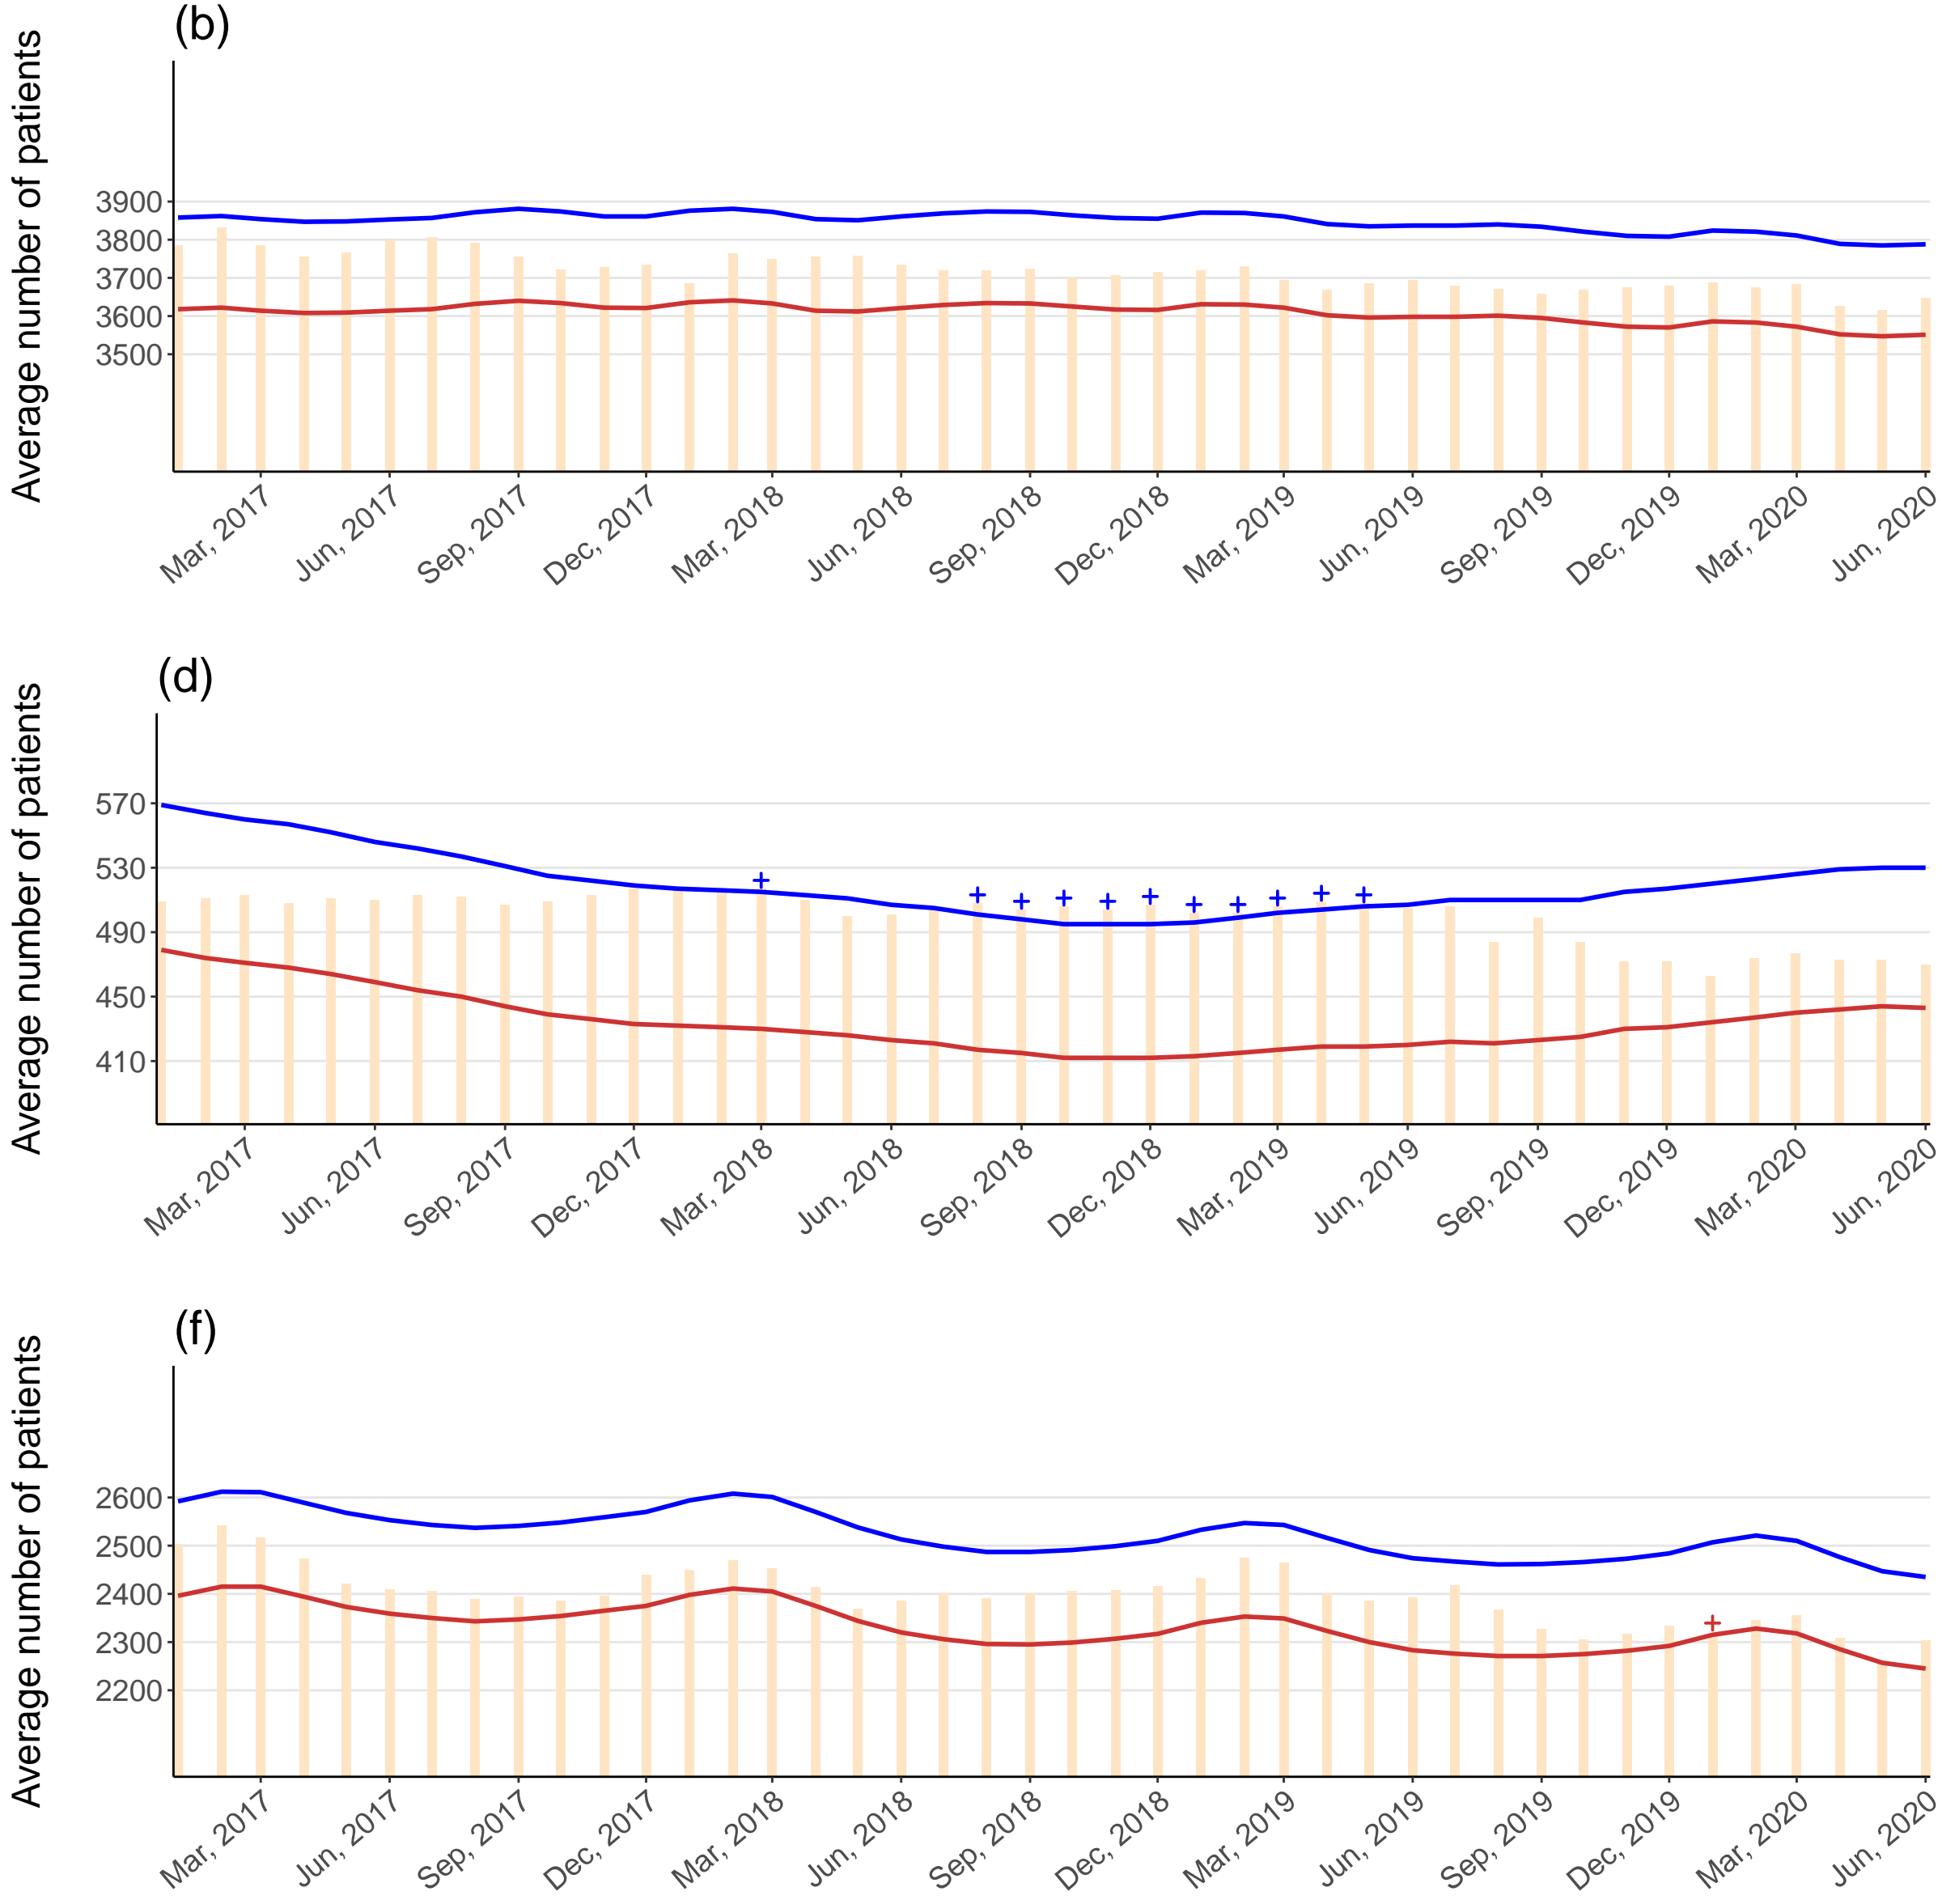 (b)
Average number of patients
3900
3800
3700
3600
3500
Mar, 2017
Jun, 2017
Sep, 2017
Dec, 2017
Mar, 2018
Jun, 2018
Sep, 2018
Dec, 2018
Mar, 2019
Jun, 2019
Sep, 2019
Dec, 2019
Mar, 2020
Jun, 2020
(d)
Average number of patients
570
530
490
450
410
Mar, 2017
Jun, 2017
Sep, 2017
Dec, 2017
Mar, 2018
Jun, 2018
Sep, 2018
Dec, 2018
Mar, 2019
Jun, 2019
Sep, 2019
Dec, 2019
Mar, 2020
Jun, 2020
(f)
Average number of patients
2600
2500
2400
2300
2200
Mar, 2017
Jun, 2017
Sep, 2017
Dec, 2017
Mar, 2018
Jun, 2018
Sep, 2018
Dec, 2018
Mar, 2019
Jun, 2019
Sep, 2019
Dec, 2019
Mar, 2020
Jun, 2020